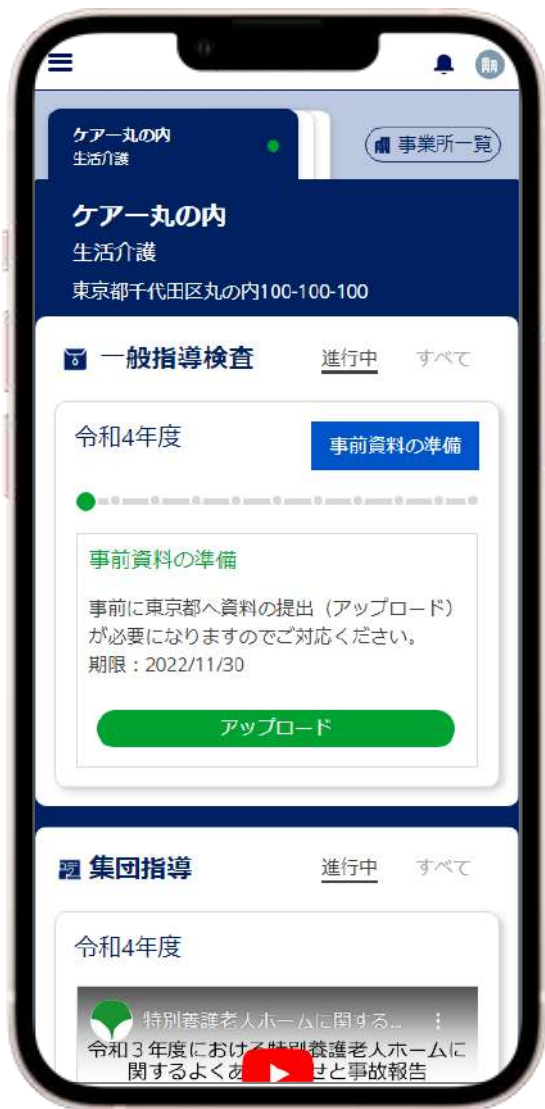 ケアー丸の内
生活介護
事業所一覧
ケアー丸の内
生活介護
東京都千代田区丸の内100-100-100
一般指導検査
進行中
すべて
令和4年度
事前資料の準備
事前資料の準備
事前に東京都へ資料の提出（アップロード）
が必要になりますのでご対応ください。
期限：2022/11/30
アップロード
集団指導
進行中
すべて
令和4年度
特別養護老人ホームに関する...
令和３年度における特別養護老人ホームに
関するよくあ せと事故報告